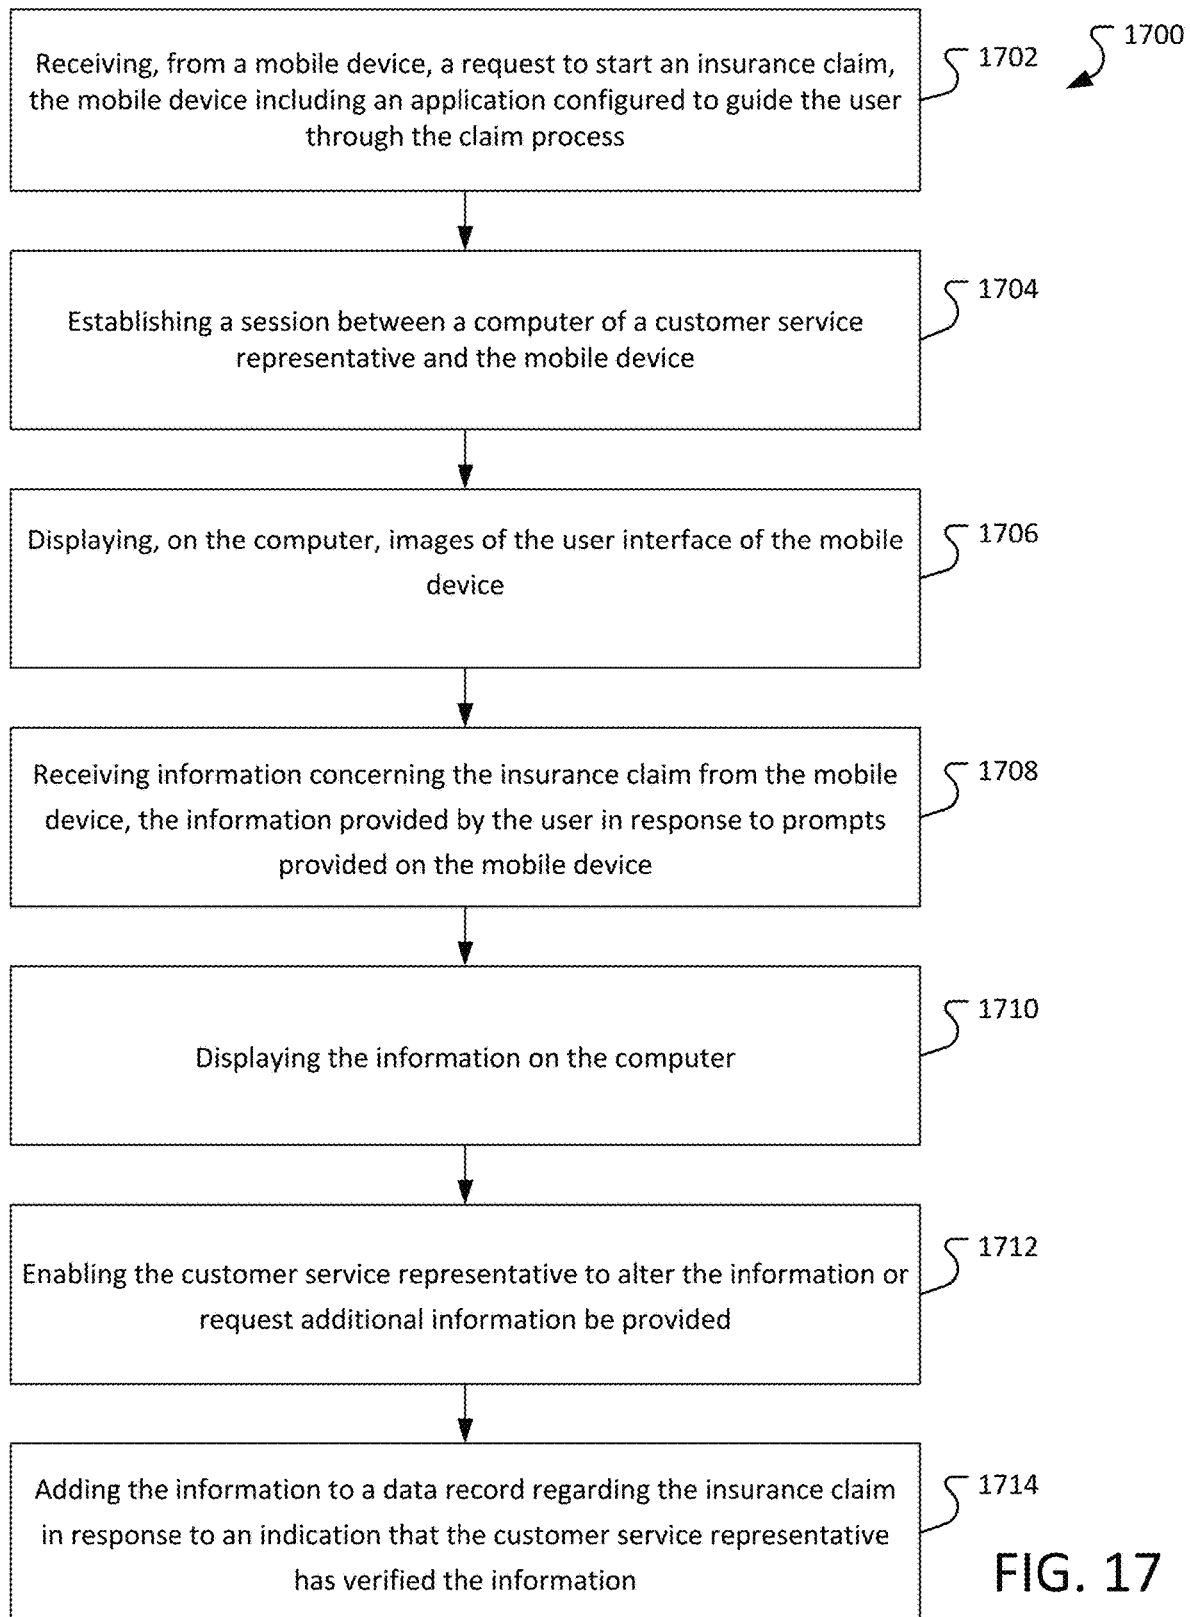 1700
Receiving, from a mobile device, a request to start an insurance claim,
the mobile device including an application configured to guide the user
through the claim process
1702
Establishing a session between a computer of a customer service
representative and the mobile device
1704
Displaying, on the computer, images of the user interface of the mobile
device
1706
Receiving information concerning the insurance claim from the mobile
device, the information provided by the user in response to prompts
provided on the mobile device
1708
Displaying the information on the computer
1710
Enabling the customer service representative to alter the information or
request additional information be provided
1712
Adding the information to a data record regarding the insurance claim
in response to an indication that the customer service representative
has verified the information
1714
FIG. 17